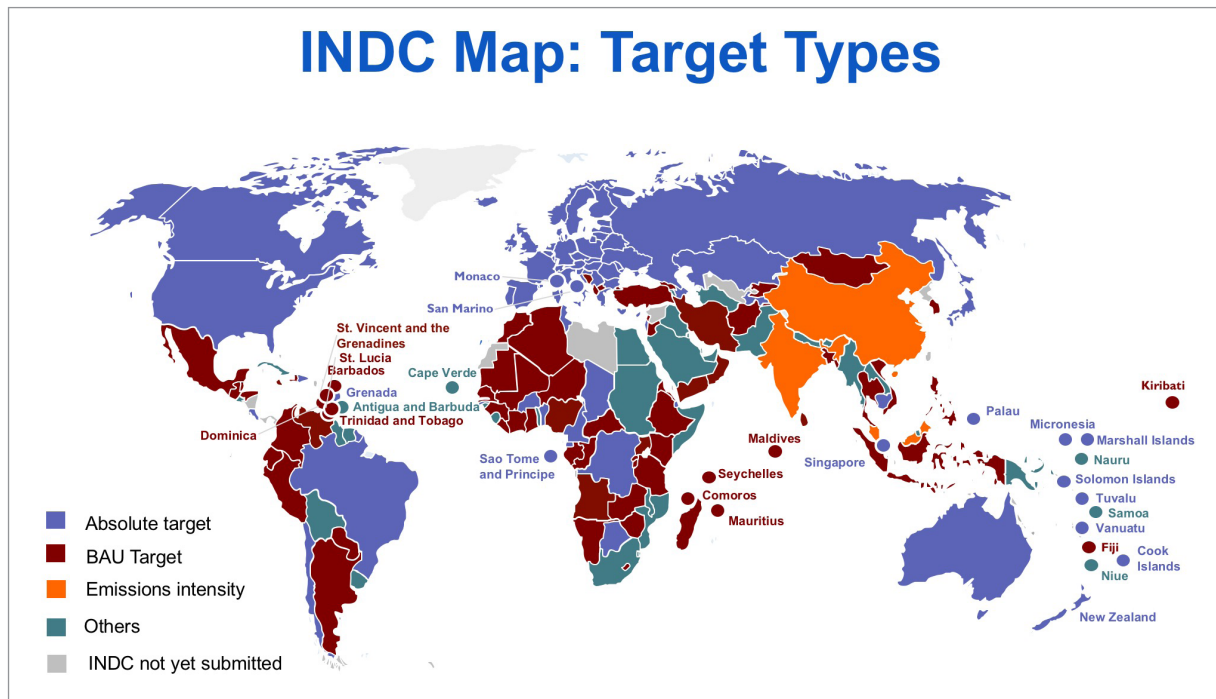 INDC Map: Target Types
Monaco
San Marino
St. Vincent and the
Grenadines
St. Lucia
Barbados
Grenada
Cape Verde
Antigua and Barbuda
Trinidad and Tobago
Dominica
Sao Tome
and Principe
Maldives
Seychelles
Comoros
Mauritius
Singapore
Palau
Kiribati
Micronesia
Marshall Islands
Nauru
Solomon Islands
Tuvalu
Samoa
Vanuatu
Fiji
Cook
Islands
Niue
New Zealand
Absolute target
BAU Target
Emissions intensity
Others
INDC not yet submitted